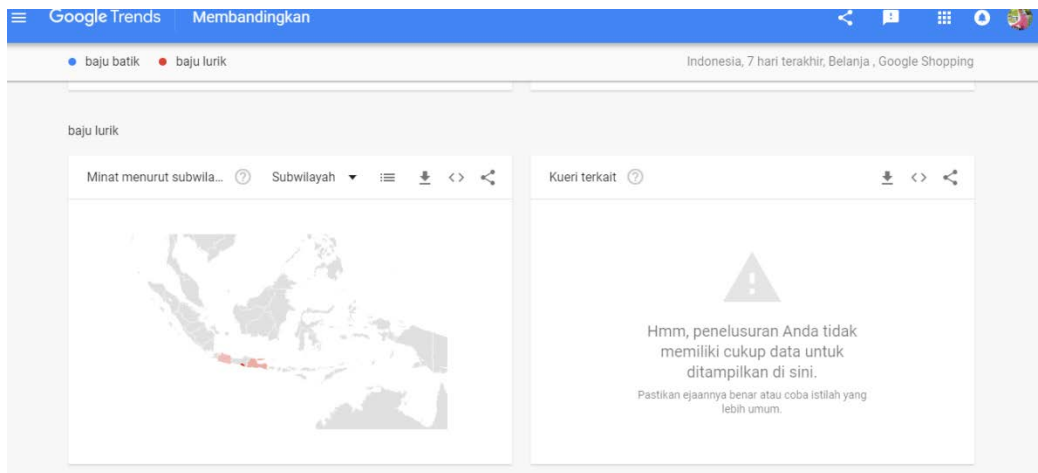 Google Trends Membandingkan
baju batik baju lurik Indonesia, 7 hari terakhir, Belanja , Google Shopping
baju lurik
Minat menurut subwila... Subwilayah
Kueri terkait
Hmm, penelusuran Anda tidak
memiliki cukup data untuk
ditampilkan di sini.
Pastikan ejaannya benar atau coba istilah yang
lebih umum.